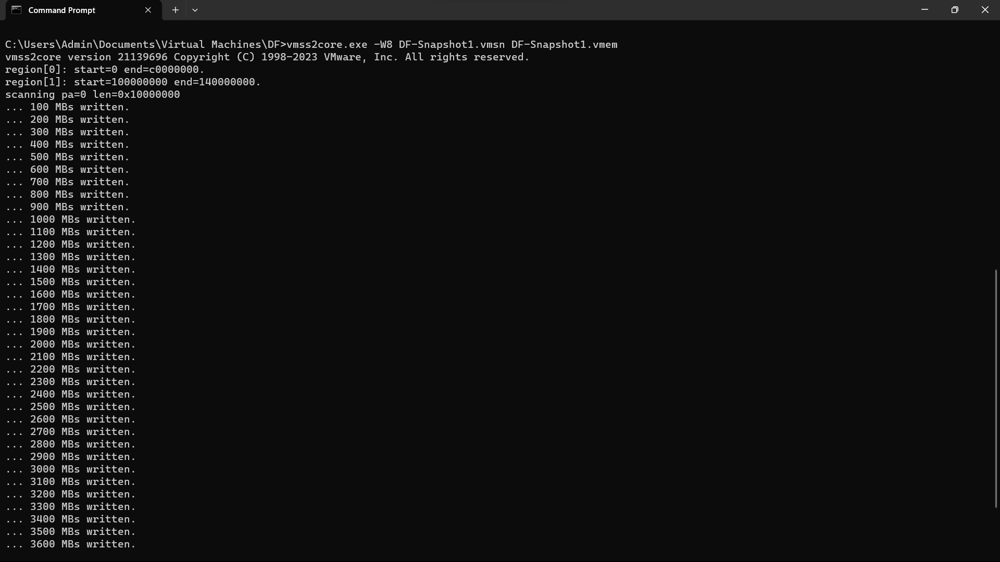 Command Prompt
C:\Users\Admin\Documents\Virtual Machines\DF>vmss2core.exe -W8 DF-Snapshot1.vmsn DF-Snapshot1.vmem
vmss2core version 21139696 Copyright (C) 1998-2023 VMware, Inc. All rights reserved.
region[0]: start=0 end=c0000000.
region[1]: start=100000000 end=140000000.
scanning pa=0 len=0x10000000
... 100 MBs written.
... 200 MBs written.
... 300 MBs written.
... 400 MBs written.
... 500 MBs written.
... 600 MBs written.
... 700 MBs written.
... 800 MBs written.
... 900 MBs written.
... 1000 MBs written.
... 1100 MBs written.
... 1200 MBs written.
... 1300 MBs written.
... 1400 MBs written.
... 1500 MBs written.
... 1600 MBs written.
... 1700 MBs written.
... 1800 MBs written.
... 1900 MBs written.
... 2000 MBs written.
... 2100 MBs written.
... 2200 MBs written.
... 2300 MBs written.
... 2400 MBs written.
... 2500 MBs written.
... 2600 MBs written.
... 2700 MBs written.
... 2800 MBs written.
... 2900 MBs written.
... 3000 MBs written.
... 3100 MBs written.
... 3200 MBs written.
... 3300 MBs written.
... 3400 MBs written.
... 3500 MBs written.
... 3600 MBs written.